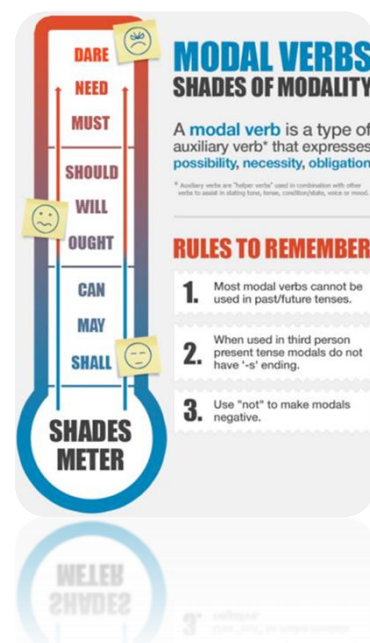 DARE
NEED
MUST
SHOULD
WILL
OUGHT
CAN
MAY
SHALL
SHADES
METER
MODAL VERBS
SHADES OF MODALITY
A modal verb is a type of
auxiliary verb* that expresses
possibility, necessity, obligation
* Auxiliary verbs are "helper verbs" used in combination with other
verbs to assist in stating tone, tense, condition/state, voice or mood.
RULES TO REMEMBER
1. Most modal verbs cannot be
used in past/future tenses.
2. When used in third person
present tense modals do not
have '-s' ending.
3. Use "not" to make modals
negative.